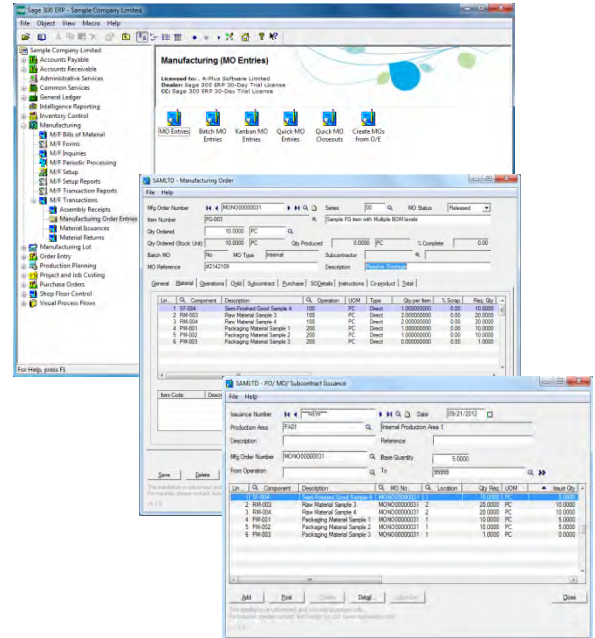 Sage 300 ERP - Sample Company Limited
File Object View Macro Help
Sample Company Limited
Accounts Payable
Accounts Receivable
Administrative Services
Common Services
General Ledger
Intelligence Reporting
Inventory Control
Manufacturing
M/F Bills of Material
M/F Forms
M/F Inquiries
M/F Periodic Processing
M/F Setup
M/F Setup Reports
M/F Transaction Reports
M/F Transactions
Assembly Receipts
Manufacturing Order Entries
Material Issuances
Material Returns
Manufacturing Lot
Order Entry
Production Planning
Project and Job Costing
Purchase Orders
Shop Floor Control
Visual Process Flows
For Help, press F1
Manufacturing (MO Entries)
Licensed to: , A-Plus Software Limited
Dealer: Sage 300 ERP 30-Day Trial License
CC: Sage 300 ERP 30-Day Trial License
MO Entries Batch MO Entries Kanban MO Entries Quick MO Entries Quick MO Closeouts Create MOs from O/E
SAMLTD - Manufacturing Order
File Help
Mfg Order Number MONO00000031 Series 00 MO Status Released
Item Number FG-003 Sample FG item with Multiple BOM levels
Qty Ordered 10.0000 PC
Qty Ordered (Stock Unit) 10.0000 PC Qty Produced 0.0000 PC % Complete 0.00
Batch MO No MO Type Internal Subcontractor
MO Reference #2142109 Description Resolve Shortage
General Material Operations Child Subcontract Purchase SO Details Instructions Co-product Total
Lin... Component Description Operation UOM Type Qty per Item % Scrap Req. Qty
1 SF-004 Semi-Finished Good Sample 4 100 PC Direct 1.000000000 0.00 10.0000
2 RM-003 Raw Material Sample 3 100 PC Direct 2.000000000 0.00 20.0000
3 RM-004 Raw Material Sample 4 100 PC Direct 2.000000000 0.00 20.0000
4 PM-001 Packaging Material Sample 1 200 PC Direct 1.000000000 0.00 10.0000
5 PM-002 Packaging Material Sample 2 200 PC Direct 1.000000000 0.00 10.0000
6 PM-003 Packaging Material Sample 3 200 PC Direct 0.00 1.0000
Item Code
Save Delete
SAMLTD - PD/ MO/ Subcontract Issuance
File Help
Issuance Number ***NEW*** Date 09/21/2012
Production Area PA01 Internal Production Area 1
Description Reference
Mfg Order Number MONO00000031 Base Quantity 5.0000
From Operation To 99999
Lin... Component Description MO No. Location Qty Req UOM Issue Qty
1 SF-004 Semi-Finished Good Sample 4 MONO00000031 1 10.0000 PC 5.0000
2 RM-003 Raw Material Sample 3 MONO00000031 2 20.0000 PC 10.0000
3 RM-004 Raw Material Sample 4 MONO00000031 2 20.0000 PC 10.0000
4 PM-001 Packaging Material Sample 1 MONO00000031 1 10.0000 PC 5.0000
5 PM-002 Packaging Material Sample 2 MONO00000031 1 10.0000 PC 5.0000
6 PM-003 Packaging Material Sample 3 MONO00000031 1 1.0000 PC 0.0000
Add Post Delete Detail... Close